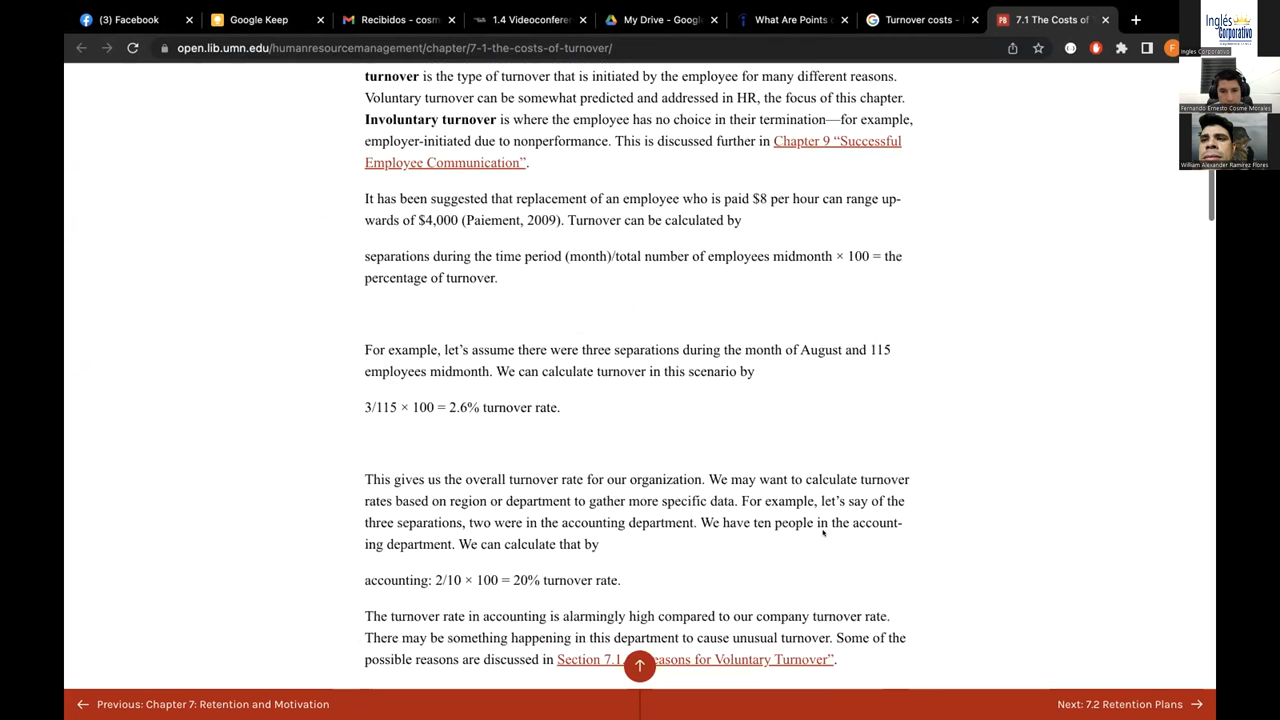 (3) Facebook
Google Keep
Recibidos - cosm
1.4 Videoconfere
My Drive - Googl
What Are Points
Turnover costs -
7.1 The Costs of
open.lib.umn.edu/humanresourcemanagement/chapter/7-1-the-costs-of-turnover/
Inglés
Corporativo
Ingles Corporativo
Fernando Ernesto Cosme Morales
William Alexander Ramirez Flores
turnover is the type of turnover that is initiated by the employee for many different reasons.
Voluntary turnover can be somewhat predicted and addressed in HR, the focus of this chapter.
Involuntary turnover is where the employee has no choice in their termination—for example,
employer-initiated due to nonperformance. This is discussed further in Chapter 9 “Successful
Employee Communication”.
It has been suggested that replacement of an employee who is paid $8 per hour can range up-
wards of $4,000 (Paiement, 2009). Turnover can be calculated by
separations during the time period (month)/total number of employees midmonth × 100 = the
percentage of turnover.
For example, let’s assume there were three separations during the month of August and 115
employees midmonth. We can calculate turnover in this scenario by
3/115 × 100 = 2.6% turnover rate.
This gives us the overall turnover rate for our organization. We may want to calculate turnover
rates based on region or department to gather more specific data. For example, let’s say of the
three separations, two were in the accounting department. We have ten people in the account-
ing department. We can calculate that by
accounting: 2/10 × 100 = 20% turnover rate.
The turnover rate in accounting is alarmingly high compared to our company turnover rate.
There may be something happening in this department to cause unusual turnover. Some of the
possible reasons are discussed in Section 7.1 easons for Voluntary Turnover”.
Previous: Chapter 7: Retention and Motivation
Next: 7.2 Retention Plans